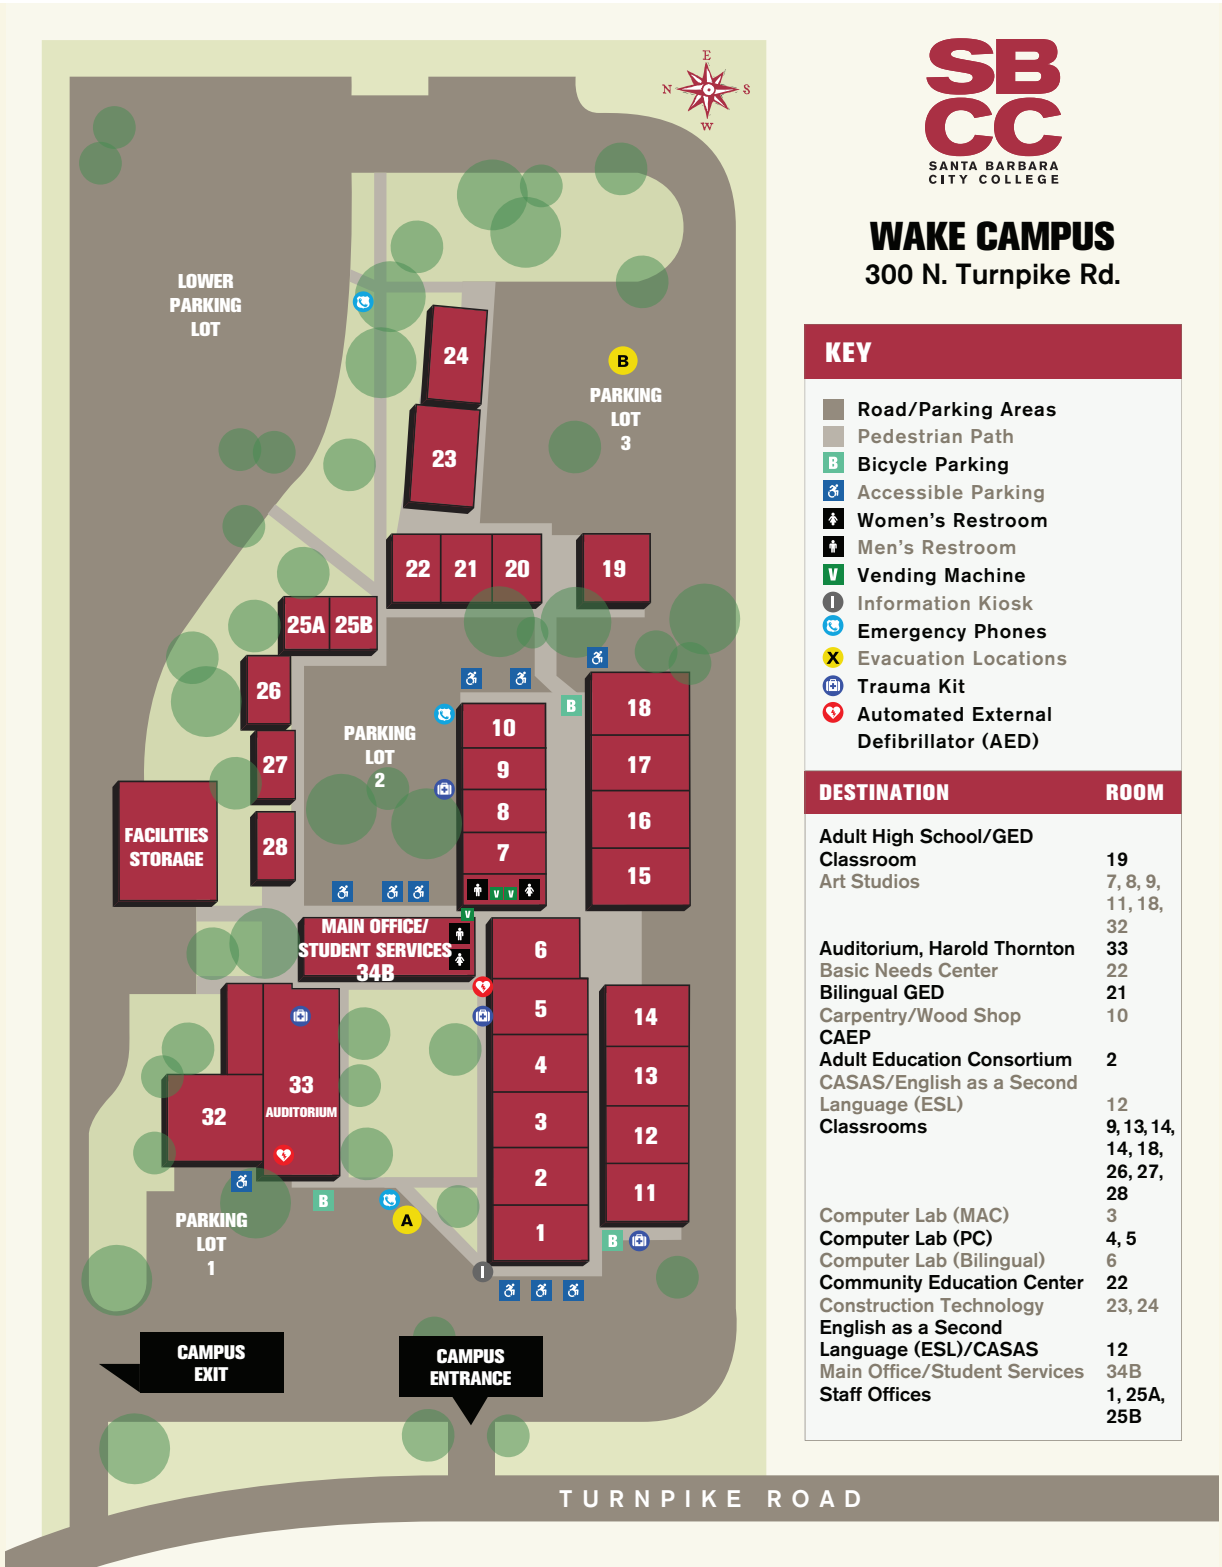 E
N
S
W
SB
CC
SANTA BARBARA
CITY COLLEGE
WAKE CAMPUS
300 N. Turnpike Rd.
LOWER
PARKING
LOT
24
B
PARKING
LOT
3
23
22
21
20
19
25A
25B
26
27
28
PARKING
LOT
2
FACILITIES
STORAGE
10
9
8
7
V V
B
18
17
16
15
MAIN OFFICE/
STUDENT SERVICES
34B
V
6
5
4
3
2
1
14
13
12
11
33
AUDITORIUM
32
B
A
B
I
PARKING
LOT
1
CAMPUS
EXIT
CAMPUS
ENTRANCE
TURNPIKE ROAD
KEY
Road/Parking Areas
Pedestrian Path
B Bicycle Parking
Accessible Parking
Women's Restroom
Men's Restroom
V Vending Machine
I Information Kiosk
Emergency Phones
X Evacuation Locations
Trauma Kit
Automated External
Defibrillator (AED)
DESTINATION ROOM
Adult High School/GED
Classroom 19
Art Studios 7, 8, 9,
11, 18,
32
Auditorium, Harold Thornton 33
Basic Needs Center 22
Bilingual GED 21
Carpentry/Wood Shop 10
CAEP
Adult Education Consortium 2
CASAS/English as a Second
Language (ESL) 12
Classrooms 9, 13, 14,
14, 18,
26, 27,
28
Computer Lab (MAC) 3
Computer Lab (PC) 4, 5
Computer Lab (Bilingual) 6
Community Education Center 22
Construction Technology 23, 24
English as a Second
Language (ESL)/CASAS 12
Main Office/Student Services 34B
Staff Offices 1, 25A,
25B